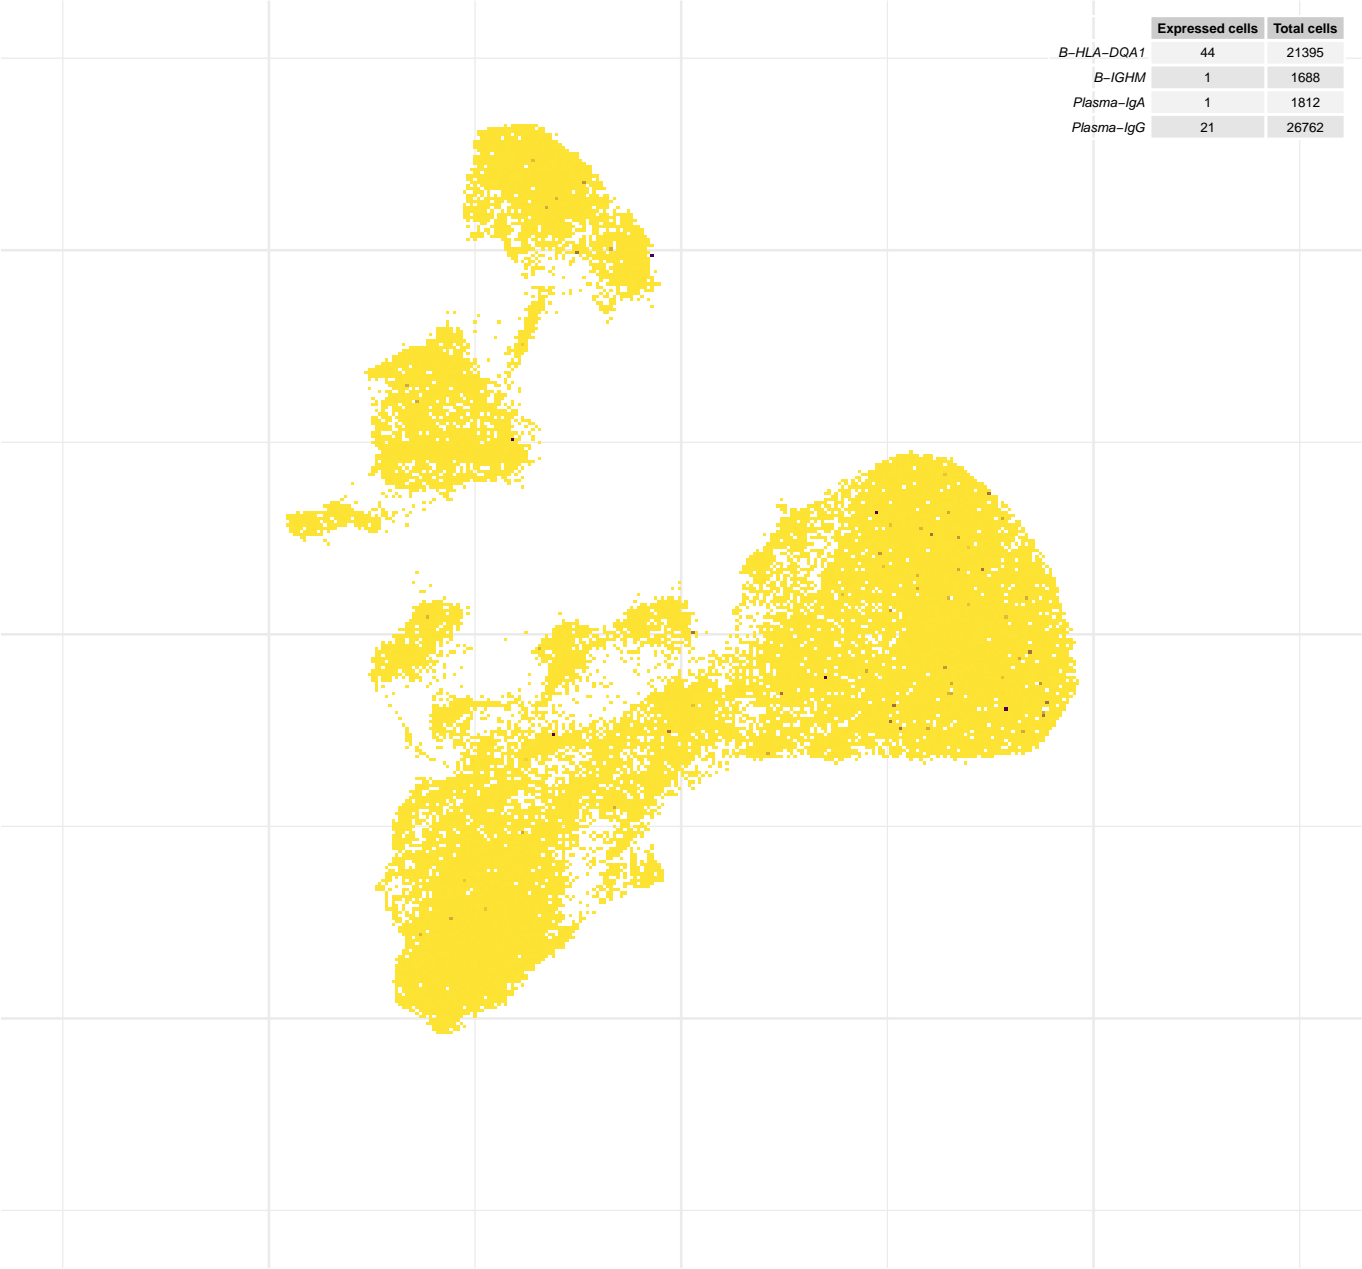 Expressed cells Total cells
B−HLA−DQA1 44 21395
B−IGHM 1 1688
Plasma−IgA 1 1812
Plasma−IgG 21 26762